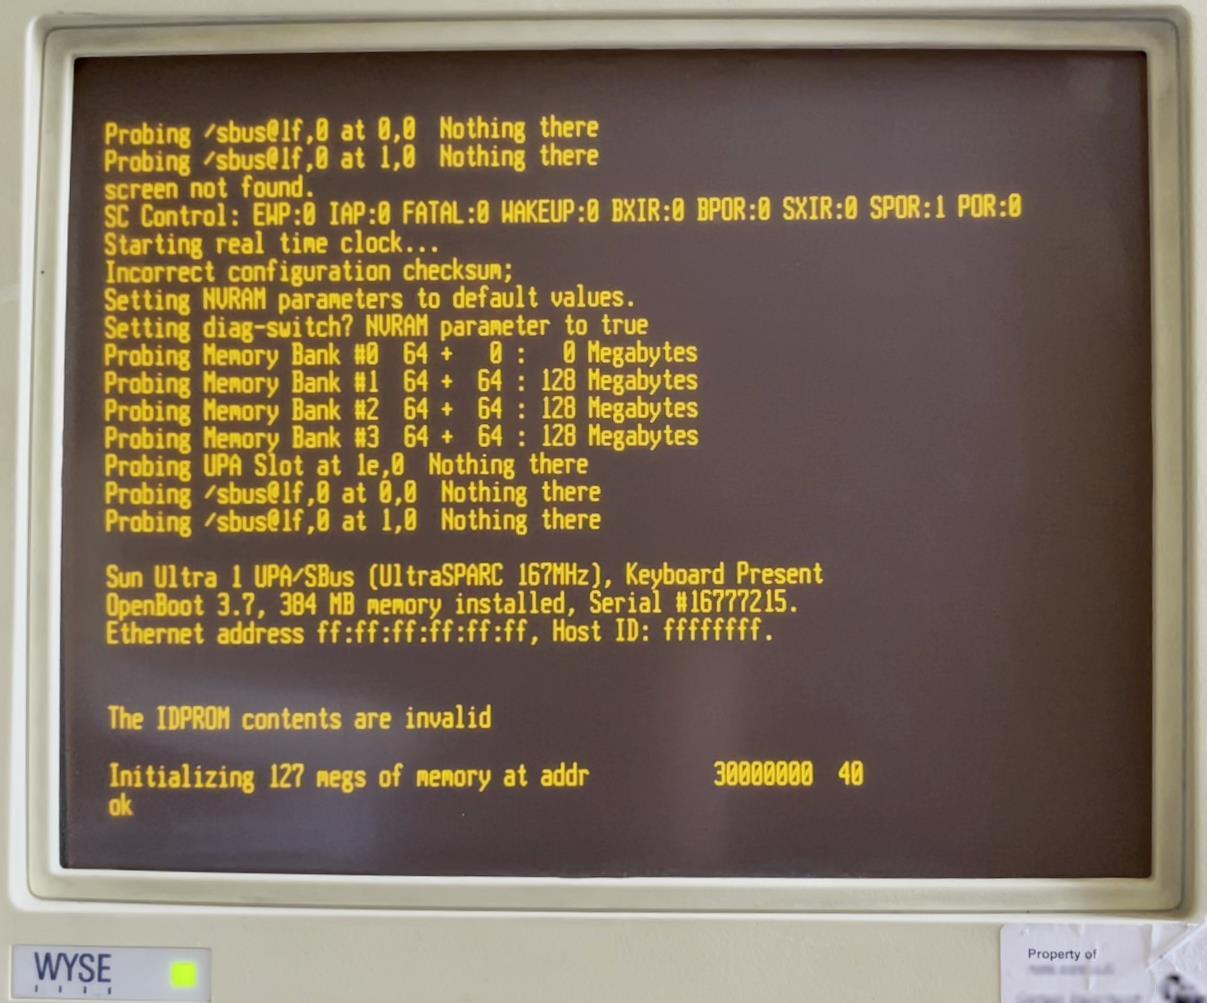 Probing /sbus@1f,0 at 0,0  Nothing there
Probing /sbus@1f,0 at 1,0  Nothing there
screen not found.
SC Control: EWP:0 IAP:0 FATAL:0 WAKEUP:0 BXIR:0 BPOR:0 SXIR:0 SPOR:1 POR:0
Starting real time clock...
Incorrect configuration checksum;
Setting NVRAM parameters to default values.
Setting diag-switch? NVRAM parameter to true
Probing Memory Bank #0  64 +   0 :   0 Megabytes
Probing Memory Bank #1  64 +  64 : 128 Megabytes
Probing Memory Bank #2  64 +  64 : 128 Megabytes
Probing Memory Bank #3  64 +  64 : 128 Megabytes
Probing UPA Slot at 1e,0  Nothing there
Probing /sbus@1f,0 at 0,0  Nothing there
Probing /sbus@1f,0 at 1,0  Nothing there
Sun Ultra 1 UPA/SBus (UltraSPARC 167MHz), Keyboard Present
OpenBoot 3.7, 384 MB memory installed, Serial #16777215.
Ethernet address ff:ff:ff:ff:ff:ff, Host ID: ffffffff.
The IDPROM contents are invalid
Initializing 127 megs of memory at addr          30000000  40
ok
WYSE
Property of